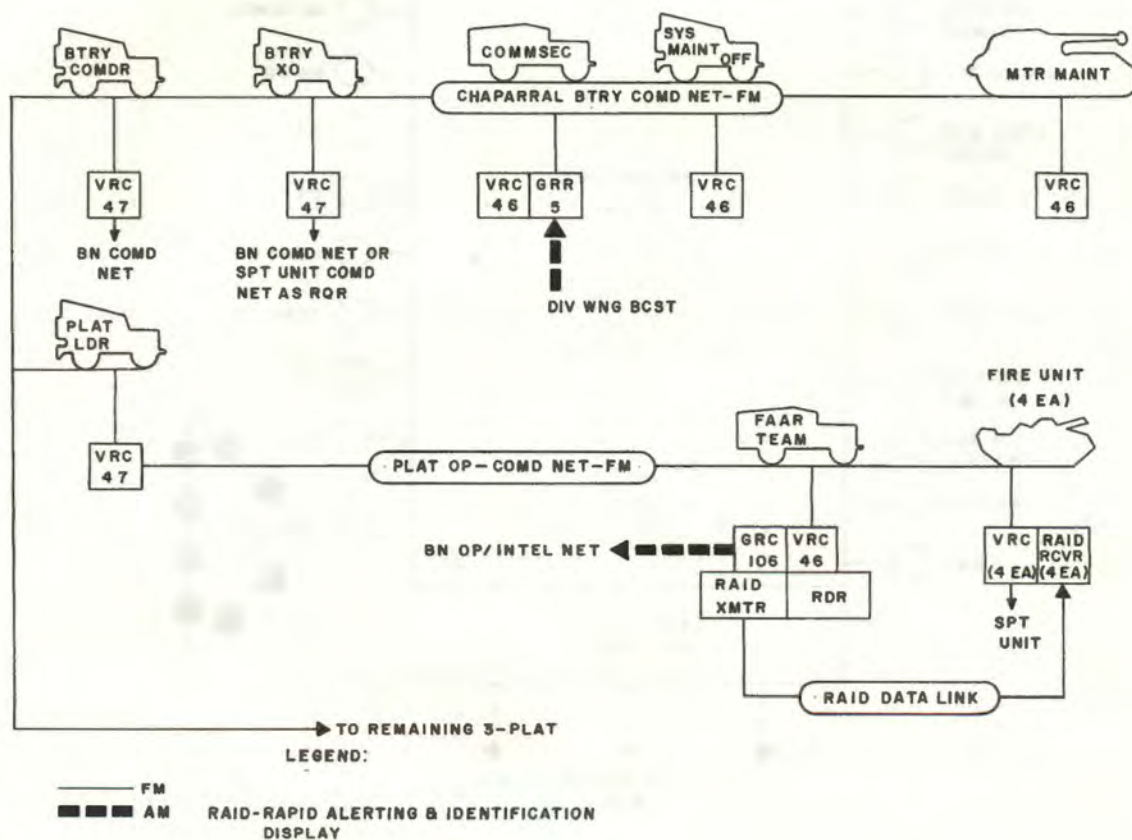 BTRY
COMDR
BTRY
XO
COMMSEC
SYS
MAINT OFF
MTR MAINT
CHAPARRAL BTRY COMD NET-FM
VRC
47
VRC
47
VRC
46
GRR
5
VRC
46
VRC
46
BN COMD
NET
BN COMD NET OR
SPT UNIT COMD
NET AS RQR
DIV WNG BCST
PLAT
LDR
FAAR
TEAM
FIRE UNIT
(4 EA)
VRC
47
PLAT OP-COMD NET-FM
BN OP/INTEL NET
GRC
106
VRC
46
RAID
XMTR
RDR
VRC
(4 EA)
RAID
RCVR
(4 EA)
SPT
UNIT
RAID DATA LINK
TO REMAINING 3-PLAT
LEGEND:
FM
AM
RAID-RAPID ALERTING & IDENTIFICATION
DISPLAY